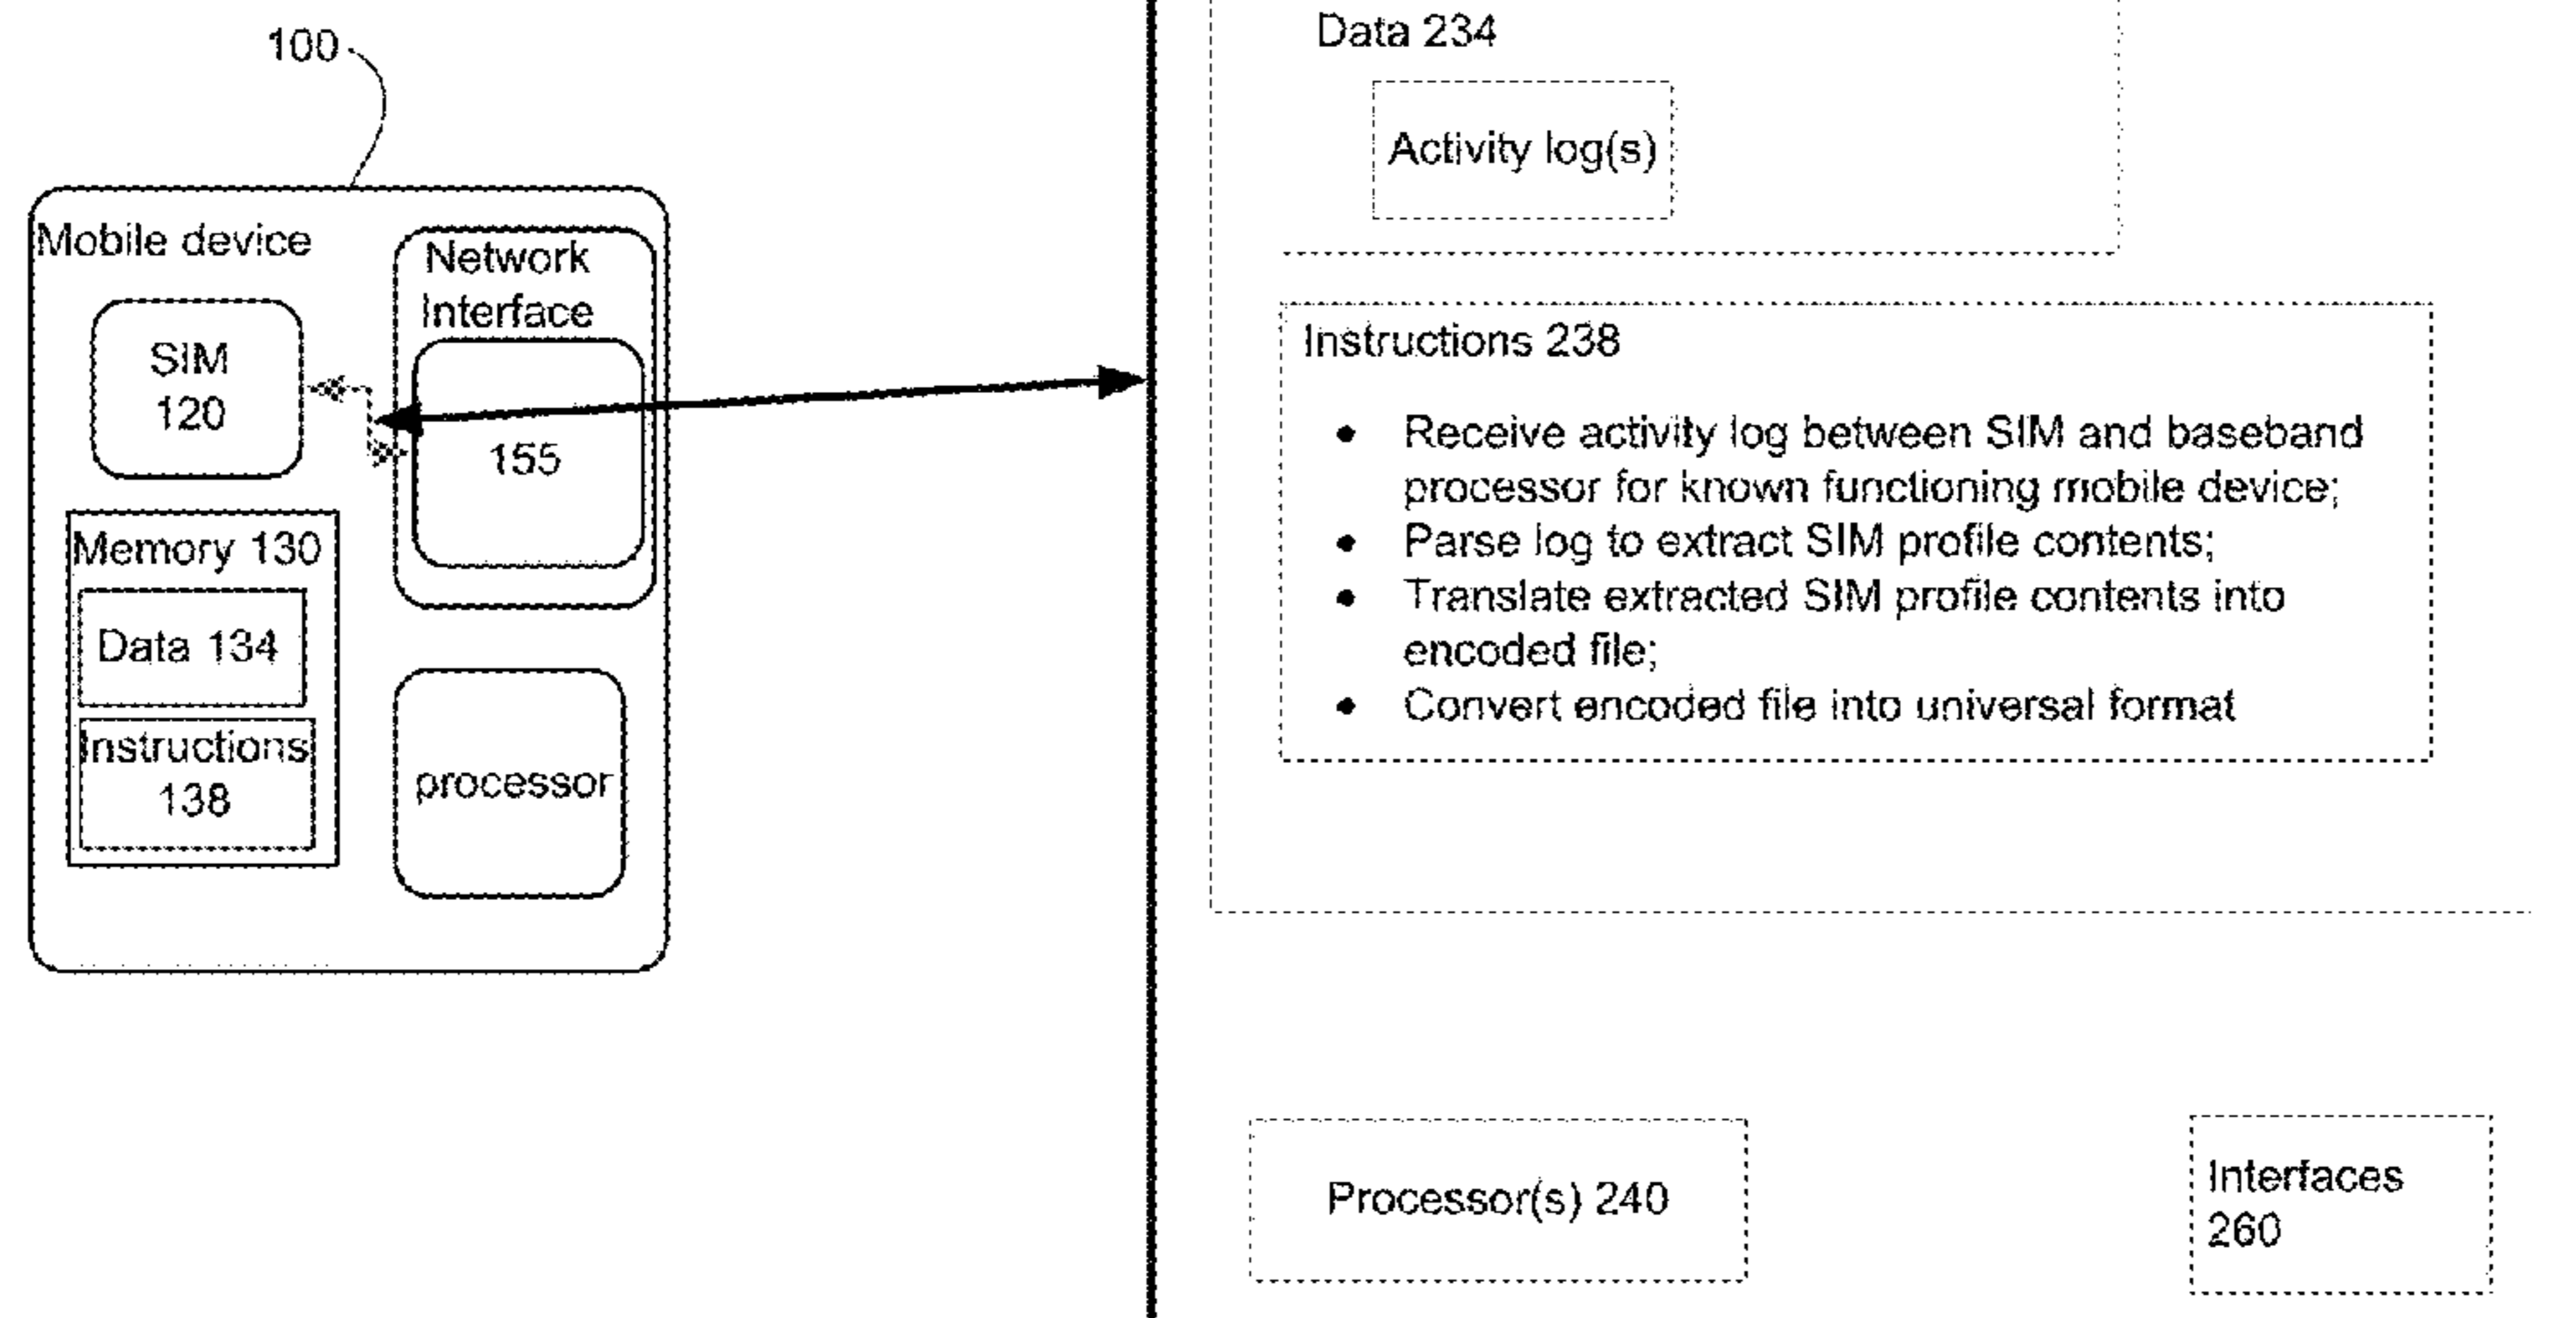 100
Mobile device
Network
Interface
SIM
120
155
Memory 130
Data 134
Instructions
138
processor
Data 234
Activity log(s)
Instructions 238
• Receive activity log between SIM and baseband
processor for known functioning mobile device;
• Parse log to extract SIM profile contents;
• Translate extracted SIM profile contents into
encoded file;
• Convert encoded file into universal format
Processor(s) 240
Interfaces
260